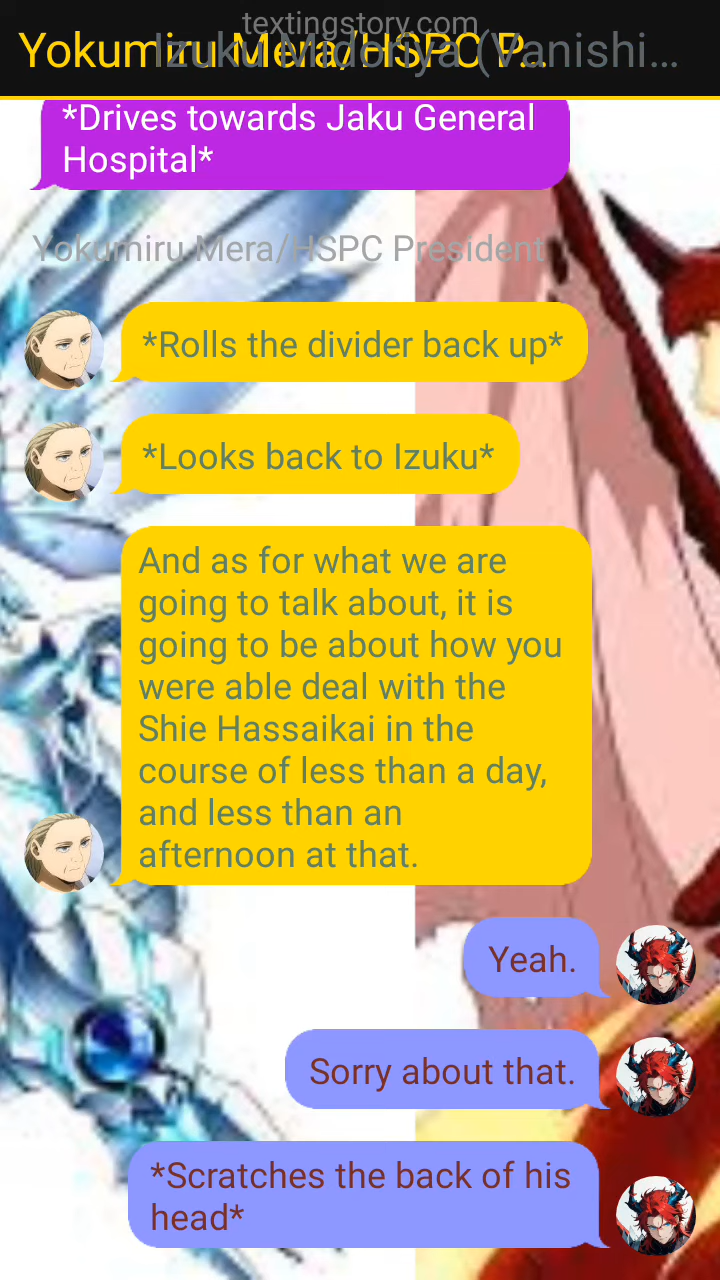 textingstory.com
Yokumiru Mera/HSPC P...
Izuku Midoriya (Vanishi...
*Drives towards Jaku General
Hospital*
Yokumiru Mera/HSPC President
*Rolls the divider back up*
*Looks back to Izuku*
And as for what we are
going to talk about, it is
going to be about how you
were able deal with the
Shie Hassaikai in the
course of less than a day,
and less than an
afternoon at that.
Yeah.
Sorry about that.
*Scratches the back of his
head*